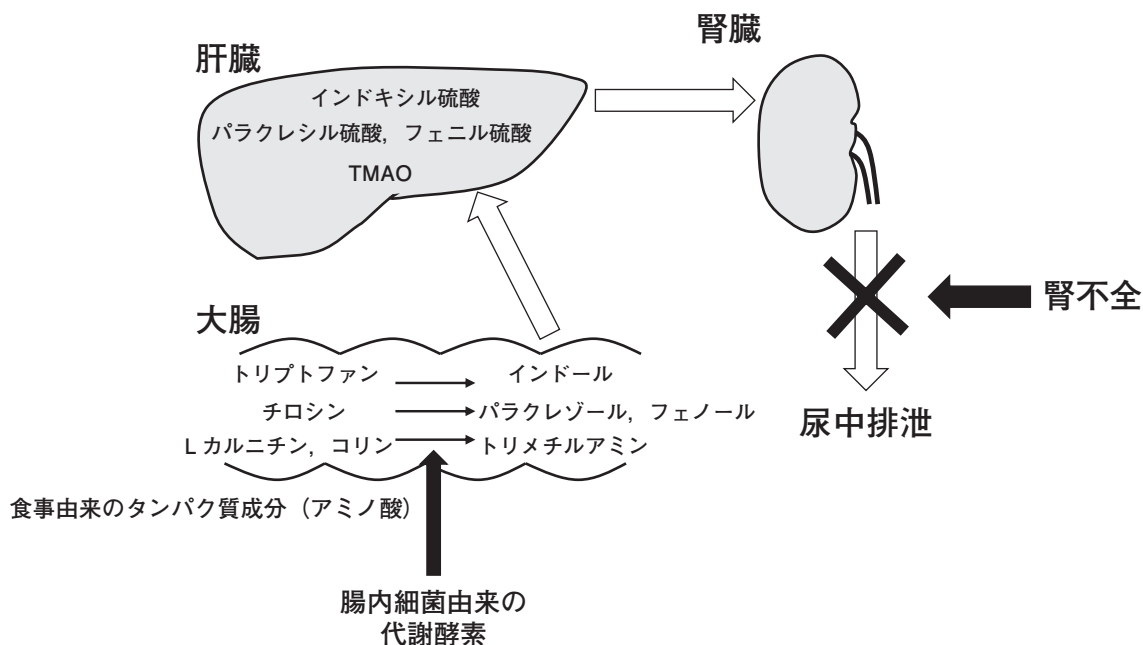 腎臓
肝臓
インドキシル硫酸
パラクレシル硫酸，フェニル硫酸
TMAO
腎不全
大腸
トリプトファン
インドール
チロシン
パラクレゾール，フェノール
尿中排泄
Lカルニチン，コリン
トリメチルアミン
食事由来のタンパク質成分（アミノ酸）
腸内細菌由来の
代謝酵素